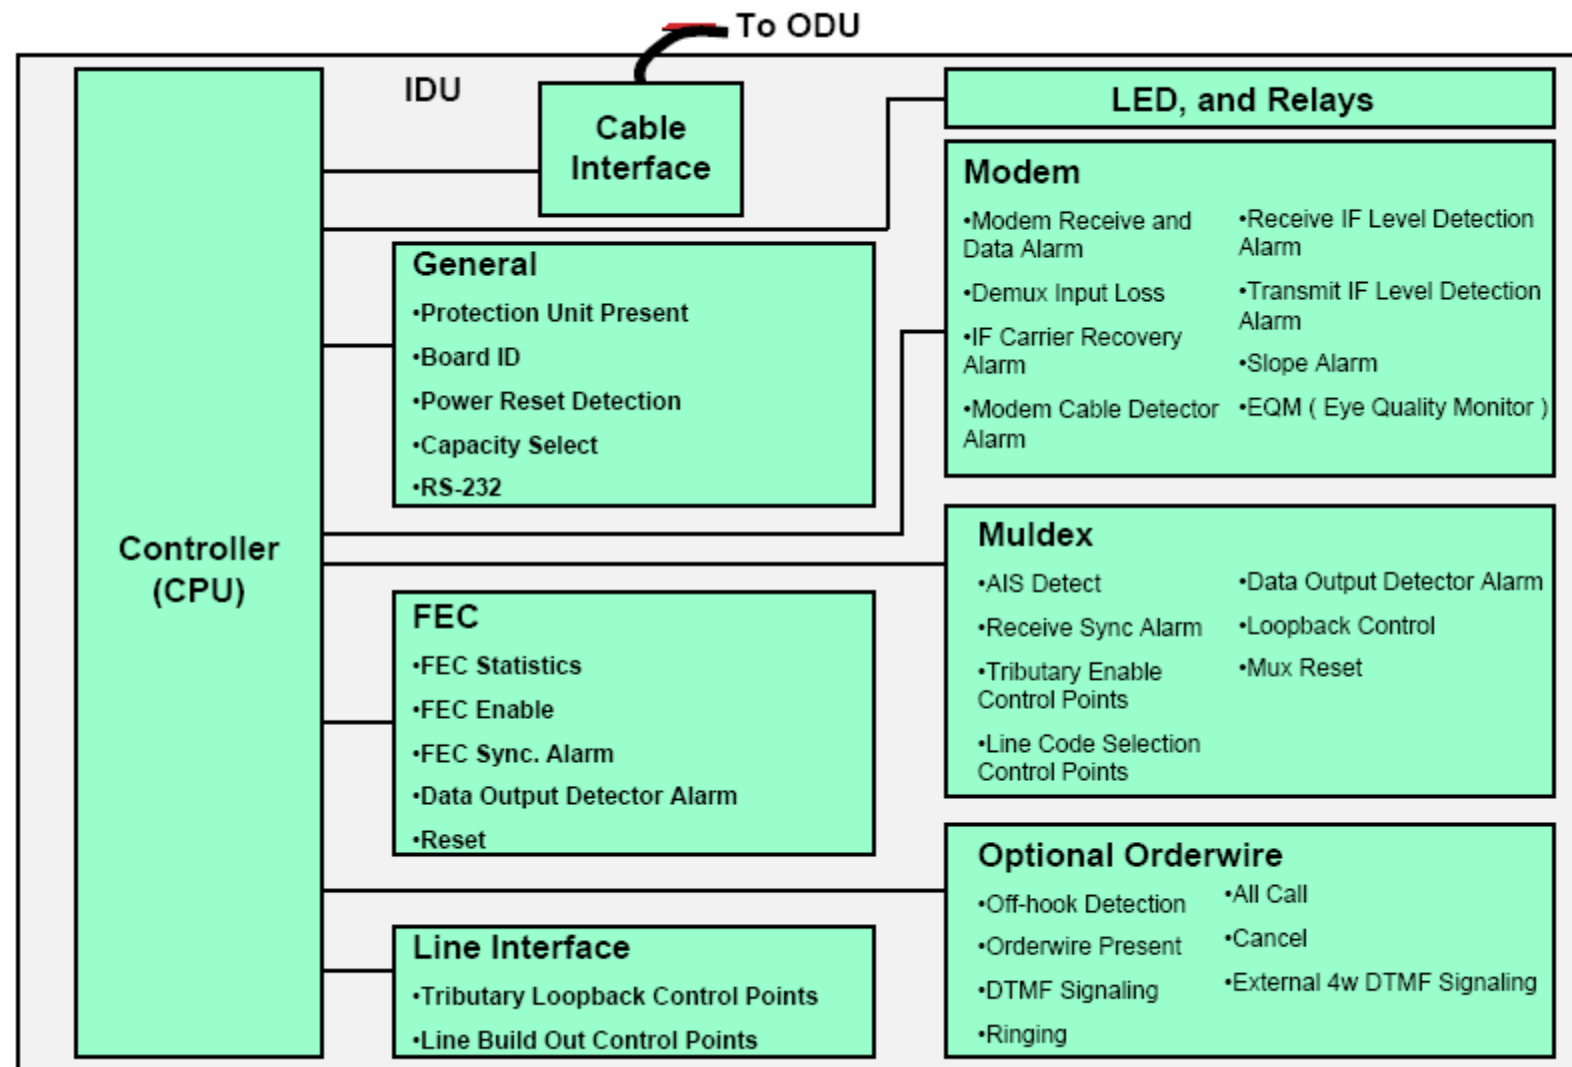 To ODU
IDU
Cable
Interface
Controller
(CPU)
General
•Protection Unit Present
•Board ID
•Power Reset Detection
•Capacity Select
•RS-232
FEC
•FEC Statistics
•FEC Enable
•FEC Sync. Alarm
•Data Output Detector Alarm
•Reset
Line Interface
•Tributary Loopback Control Points
•Line Build Out Control Points
LED, and Relays
Modem
•Modem Receive and
Data Alarm
•Demux Input Loss
•IF Carrier Recovery
Alarm
•Modem Cable Detector
Alarm
•Receive IF Level Detection
Alarm
•Transmit IF Level Detection
Alarm
•Slope Alarm
•EQM ( Eye Quality Monitor )
Muldex
•AIS Detect
•Receive Sync Alarm
•Tributary Enable
Control Points
•Line Code Selection
Control Points
•Data Output Detector Alarm
•Loopback Control
•Mux Reset
Optional Orderwire
•Off-hook Detection
•Orderwire Present
•DTMF Signaling
•Ringing
•All Call
•Cancel
•External 4w DTMF Signaling